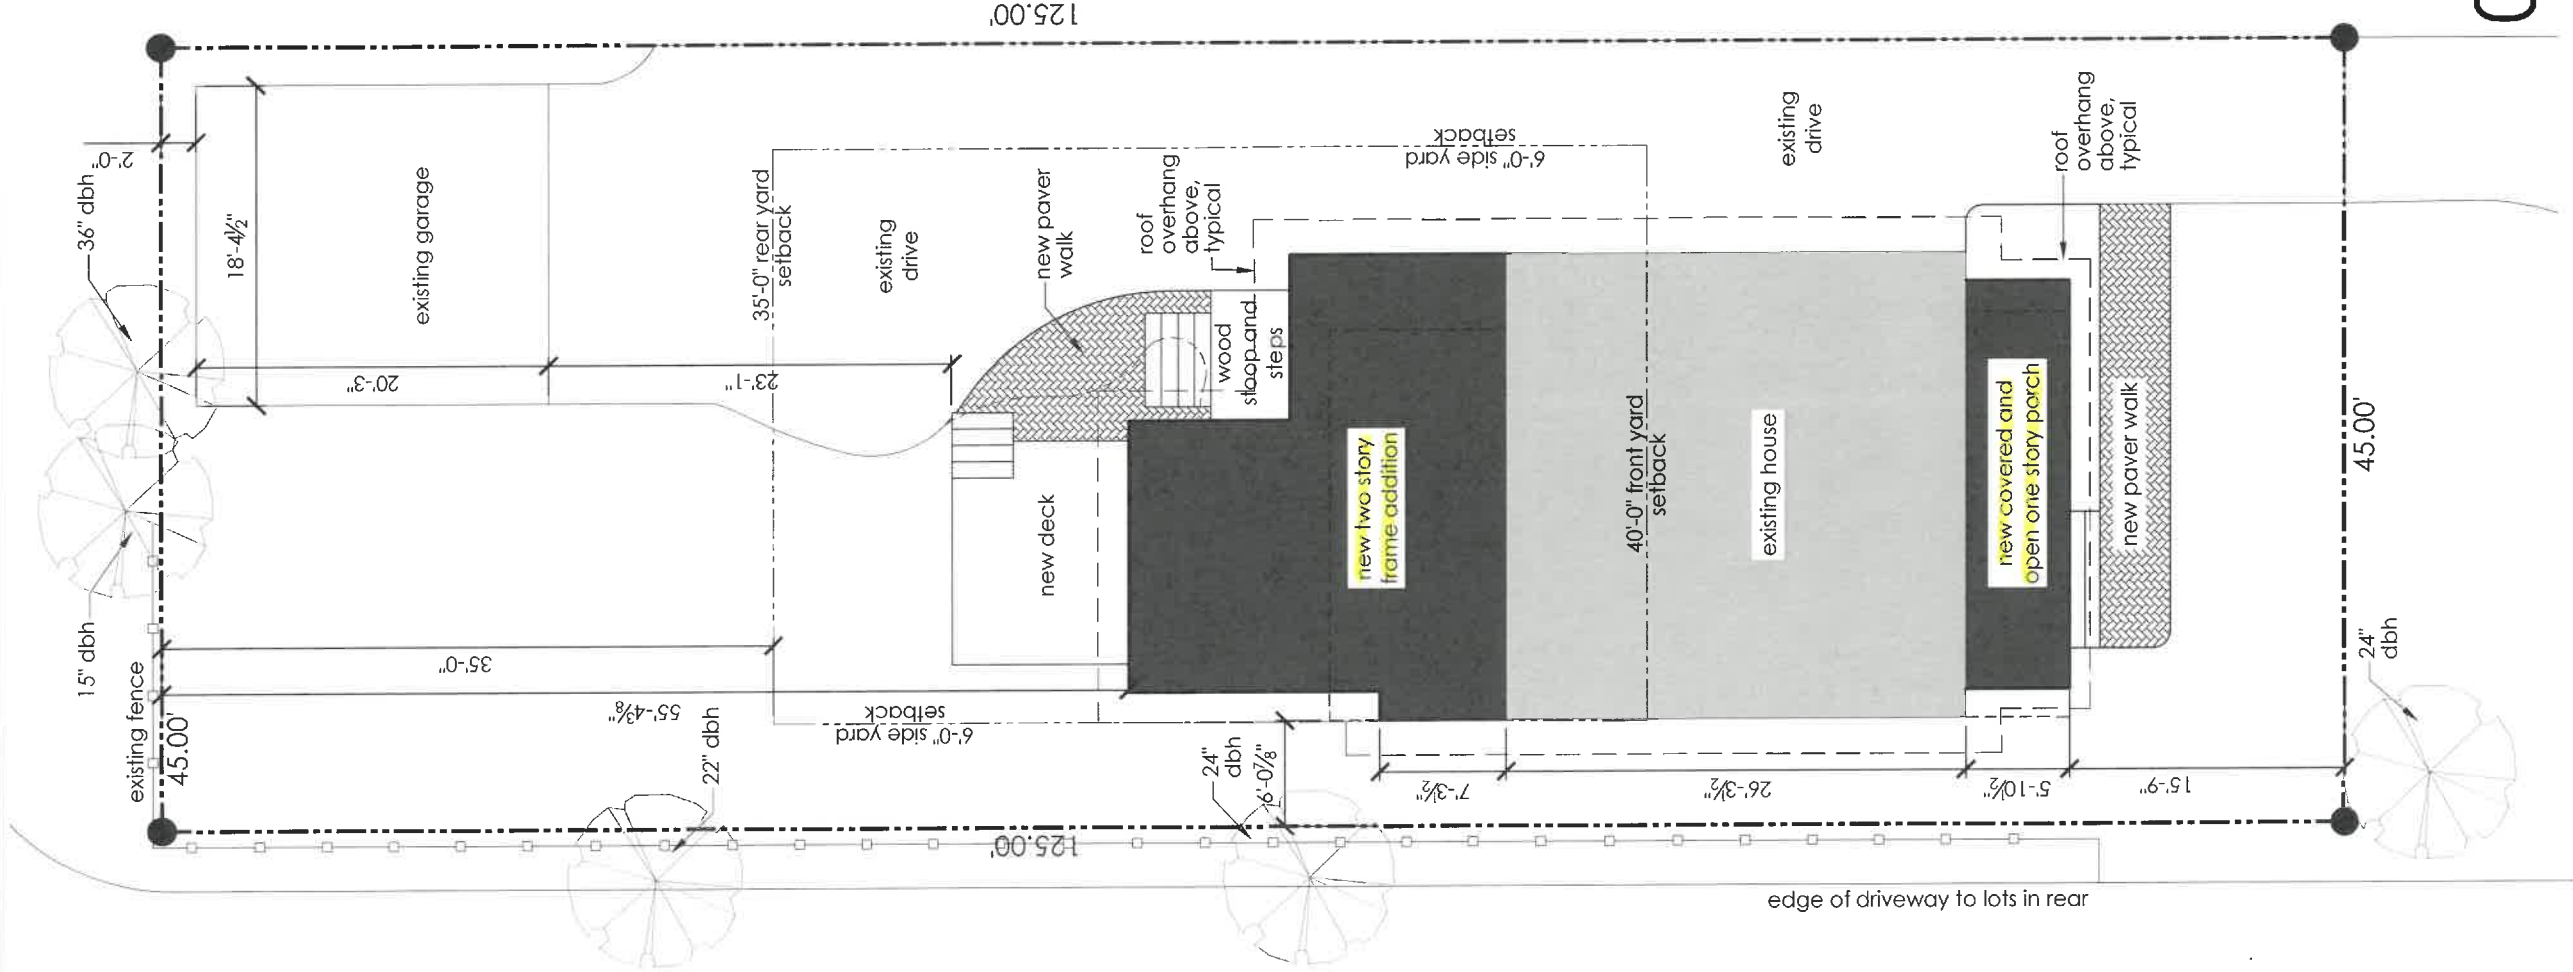 125.00'
2'-0"
36" dbh
18'-4½"
existing garage
20'-3"
23'-1"
35'-0" rear yard
setback
existing
drive
new paver
walk
roof
overhang
above,
typical
6'-0" side yard
setback
existing
drive
roof
overhang
above,
typical
wood
stoop and
steps
15" dbh
existing fence
45.00'
35'-0"
55'-4⅜"
new deck
new two story
frame addition
40'-0" front yard
setback
existing house
new covered and
open one story porch
new paver walk
45.00'
6'-0" side yard
setback
22" dbh
24"
dbh
6'-0⅞"
7'-3½"
26'-3½"
5'-10½"
15'-9"
24"
dbh
125.00'
edge of driveway to lots in rear